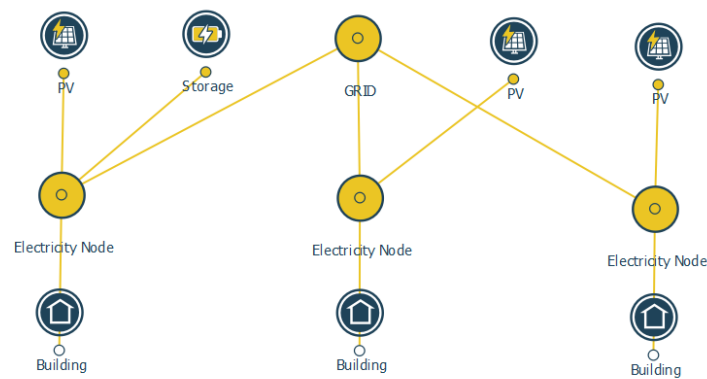 PV
Storage
GRID
PV
PV
Electricity Node
Electricity Node
Electricity Node
Building
Building
Building